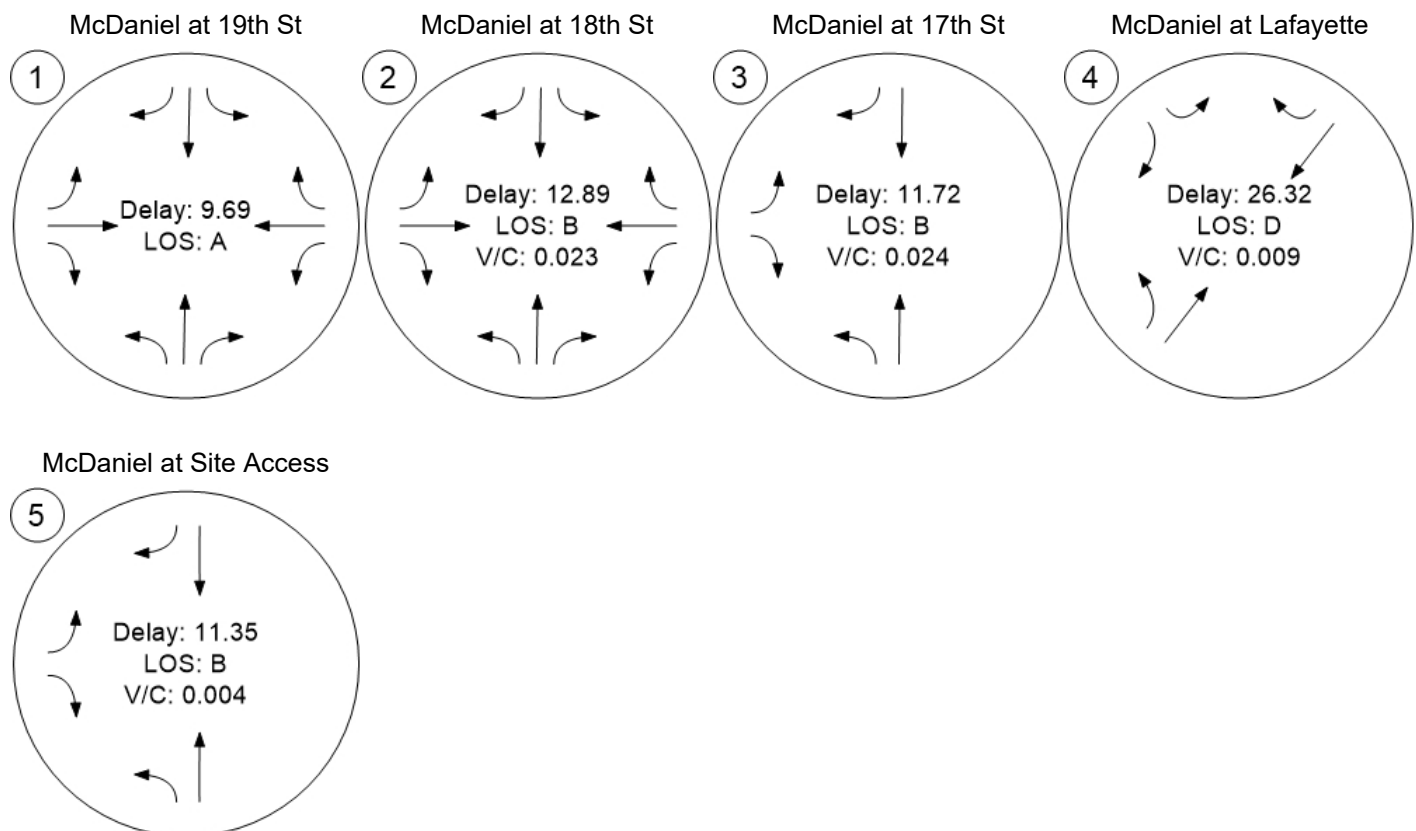 McDaniel at 19th St
1
Delay: 9.69
LOS: A
McDaniel at 18th St
2
Delay: 12.89
LOS: B
V/C: 0.023
McDaniel at 17th St
3
Delay: 11.72
LOS: B
V/C: 0.024
McDaniel at Lafayette
4
Delay: 26.32
LOS: D
V/C: 0.009
McDaniel at Site Access
5
Delay: 11.35
LOS: B
V/C: 0.004